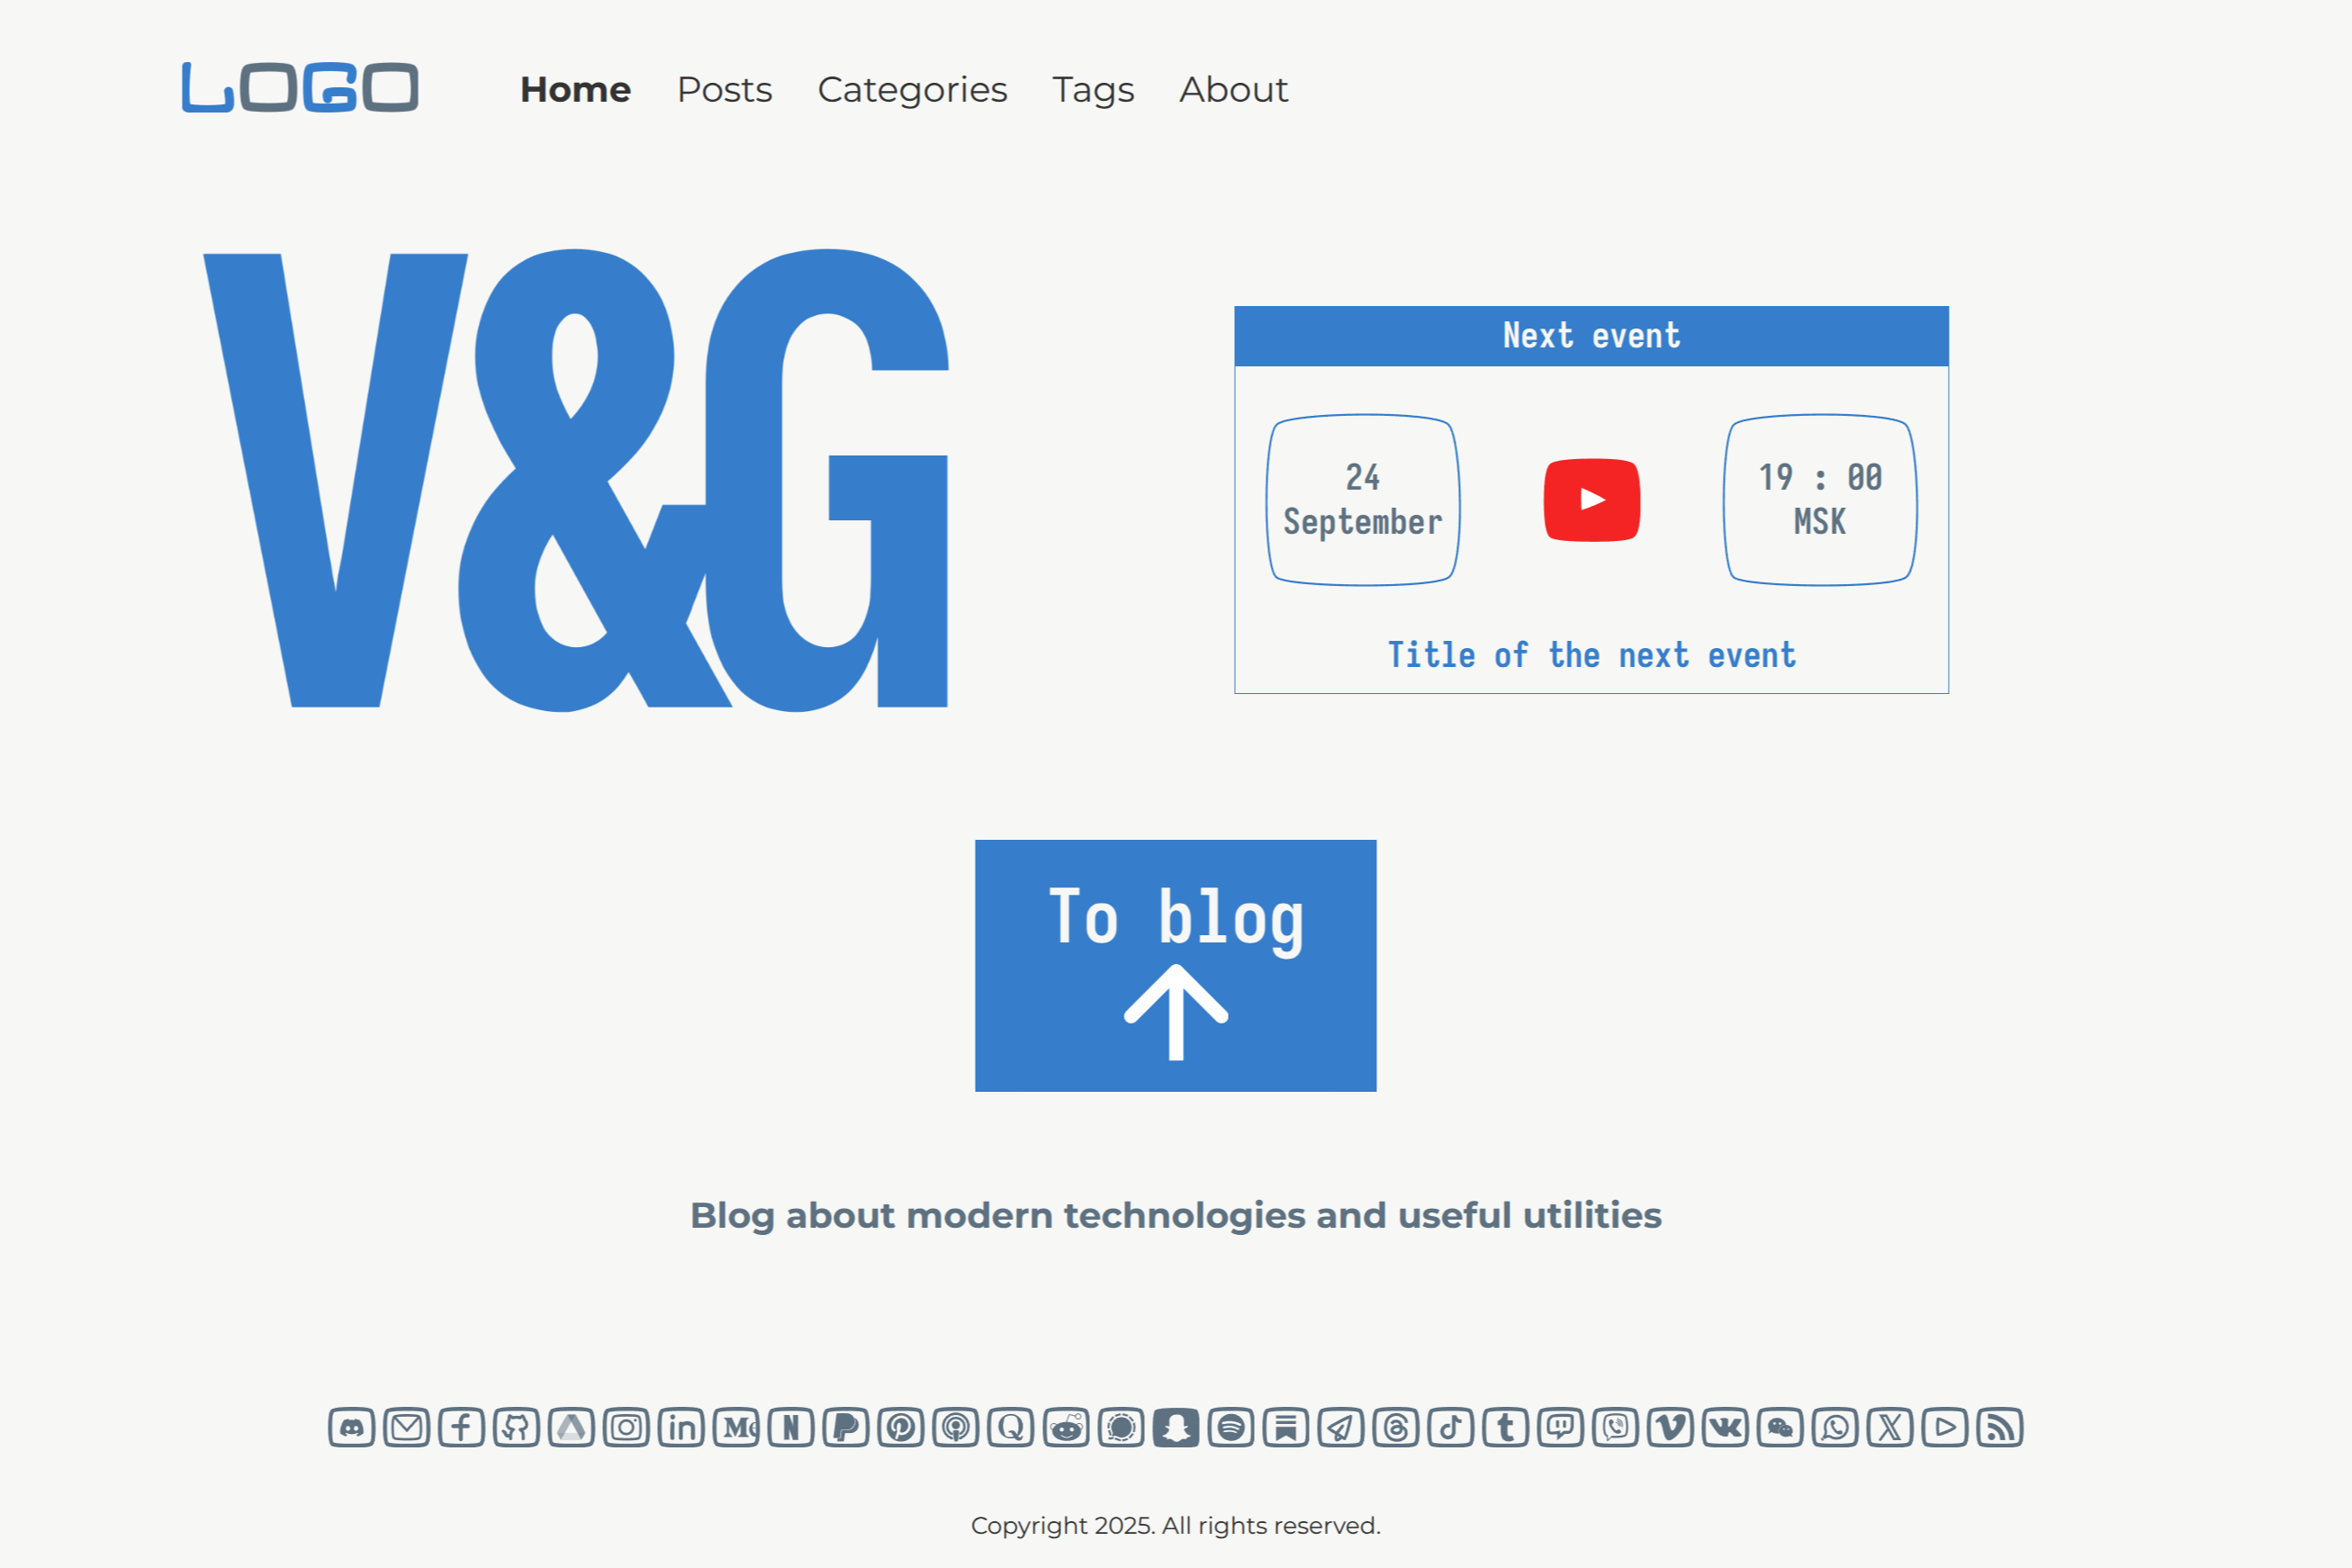 LOGO
Home Posts Categories Tags About
V&G
Next event
24
September
19 : 00
MSK
Title of the next event
To blog
Blog about modern technologies and useful utilities
Copyright 2025. All rights reserved.